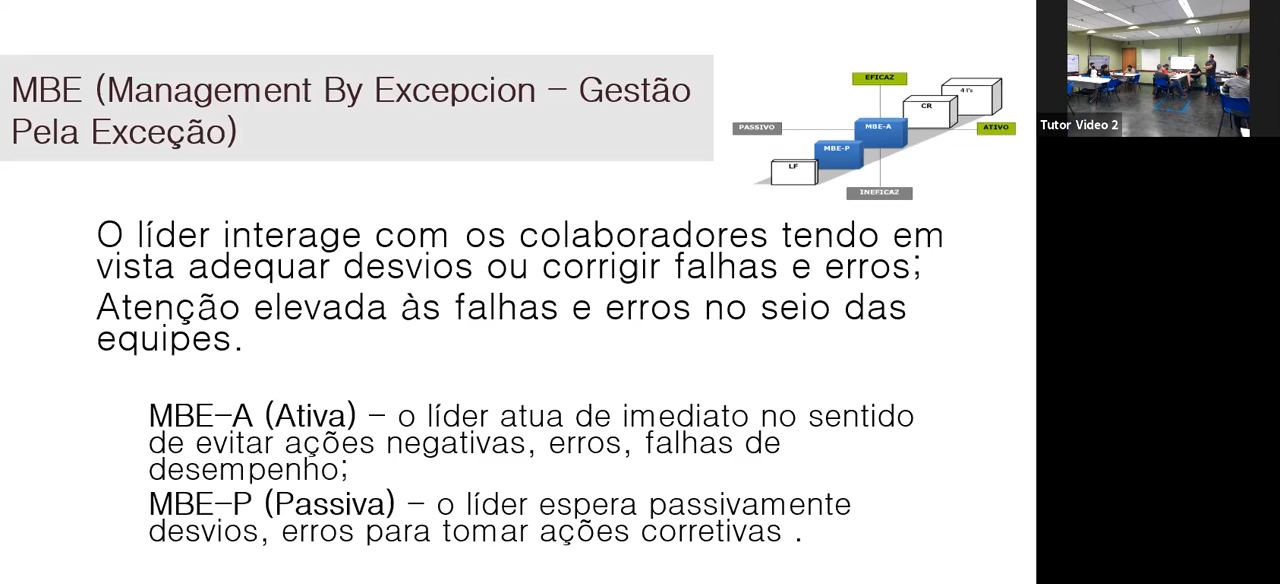 MBE (Management By Excepcion - Gestão
Pela Exceção)
EFICAZ
4 I's
CR
PASSIVO
MBE-A
ATIVO
MBE-P
LF
INEFICAZ
Tutor Video 2
O líder interage com os colaboradores tendo em
vista adequar desvios ou corrigir falhas e erros;
Atenção elevada às falhas e erros no seio das
equipes.
MBE-A (Ativa) - o líder atua de imediato no sentido
de evitar ações negativas, erros, falhas de
desempenho;
MBE-P (Passiva) - o líder espera passivamente
desvios, erros para tomar ações corretivas .